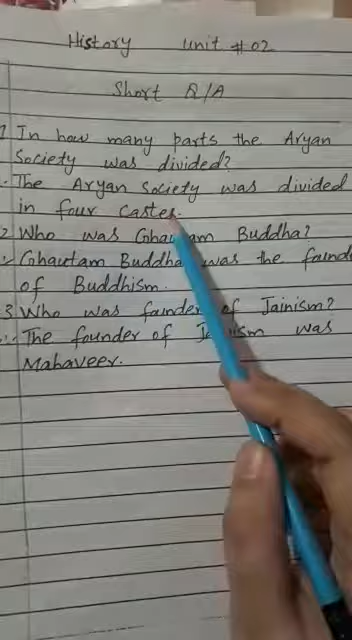 History Unit # 02
Short Q/A
1 In how many parts the Aryan
Society was divided?
The Aryan Society was divided
in four castes.
2 Who was Ghautam Buddha?
Ghautam Buddha was the founde
of Buddhism.
3 Who was founder of Jainism?
The founder of Jainism was
Mahaveer.